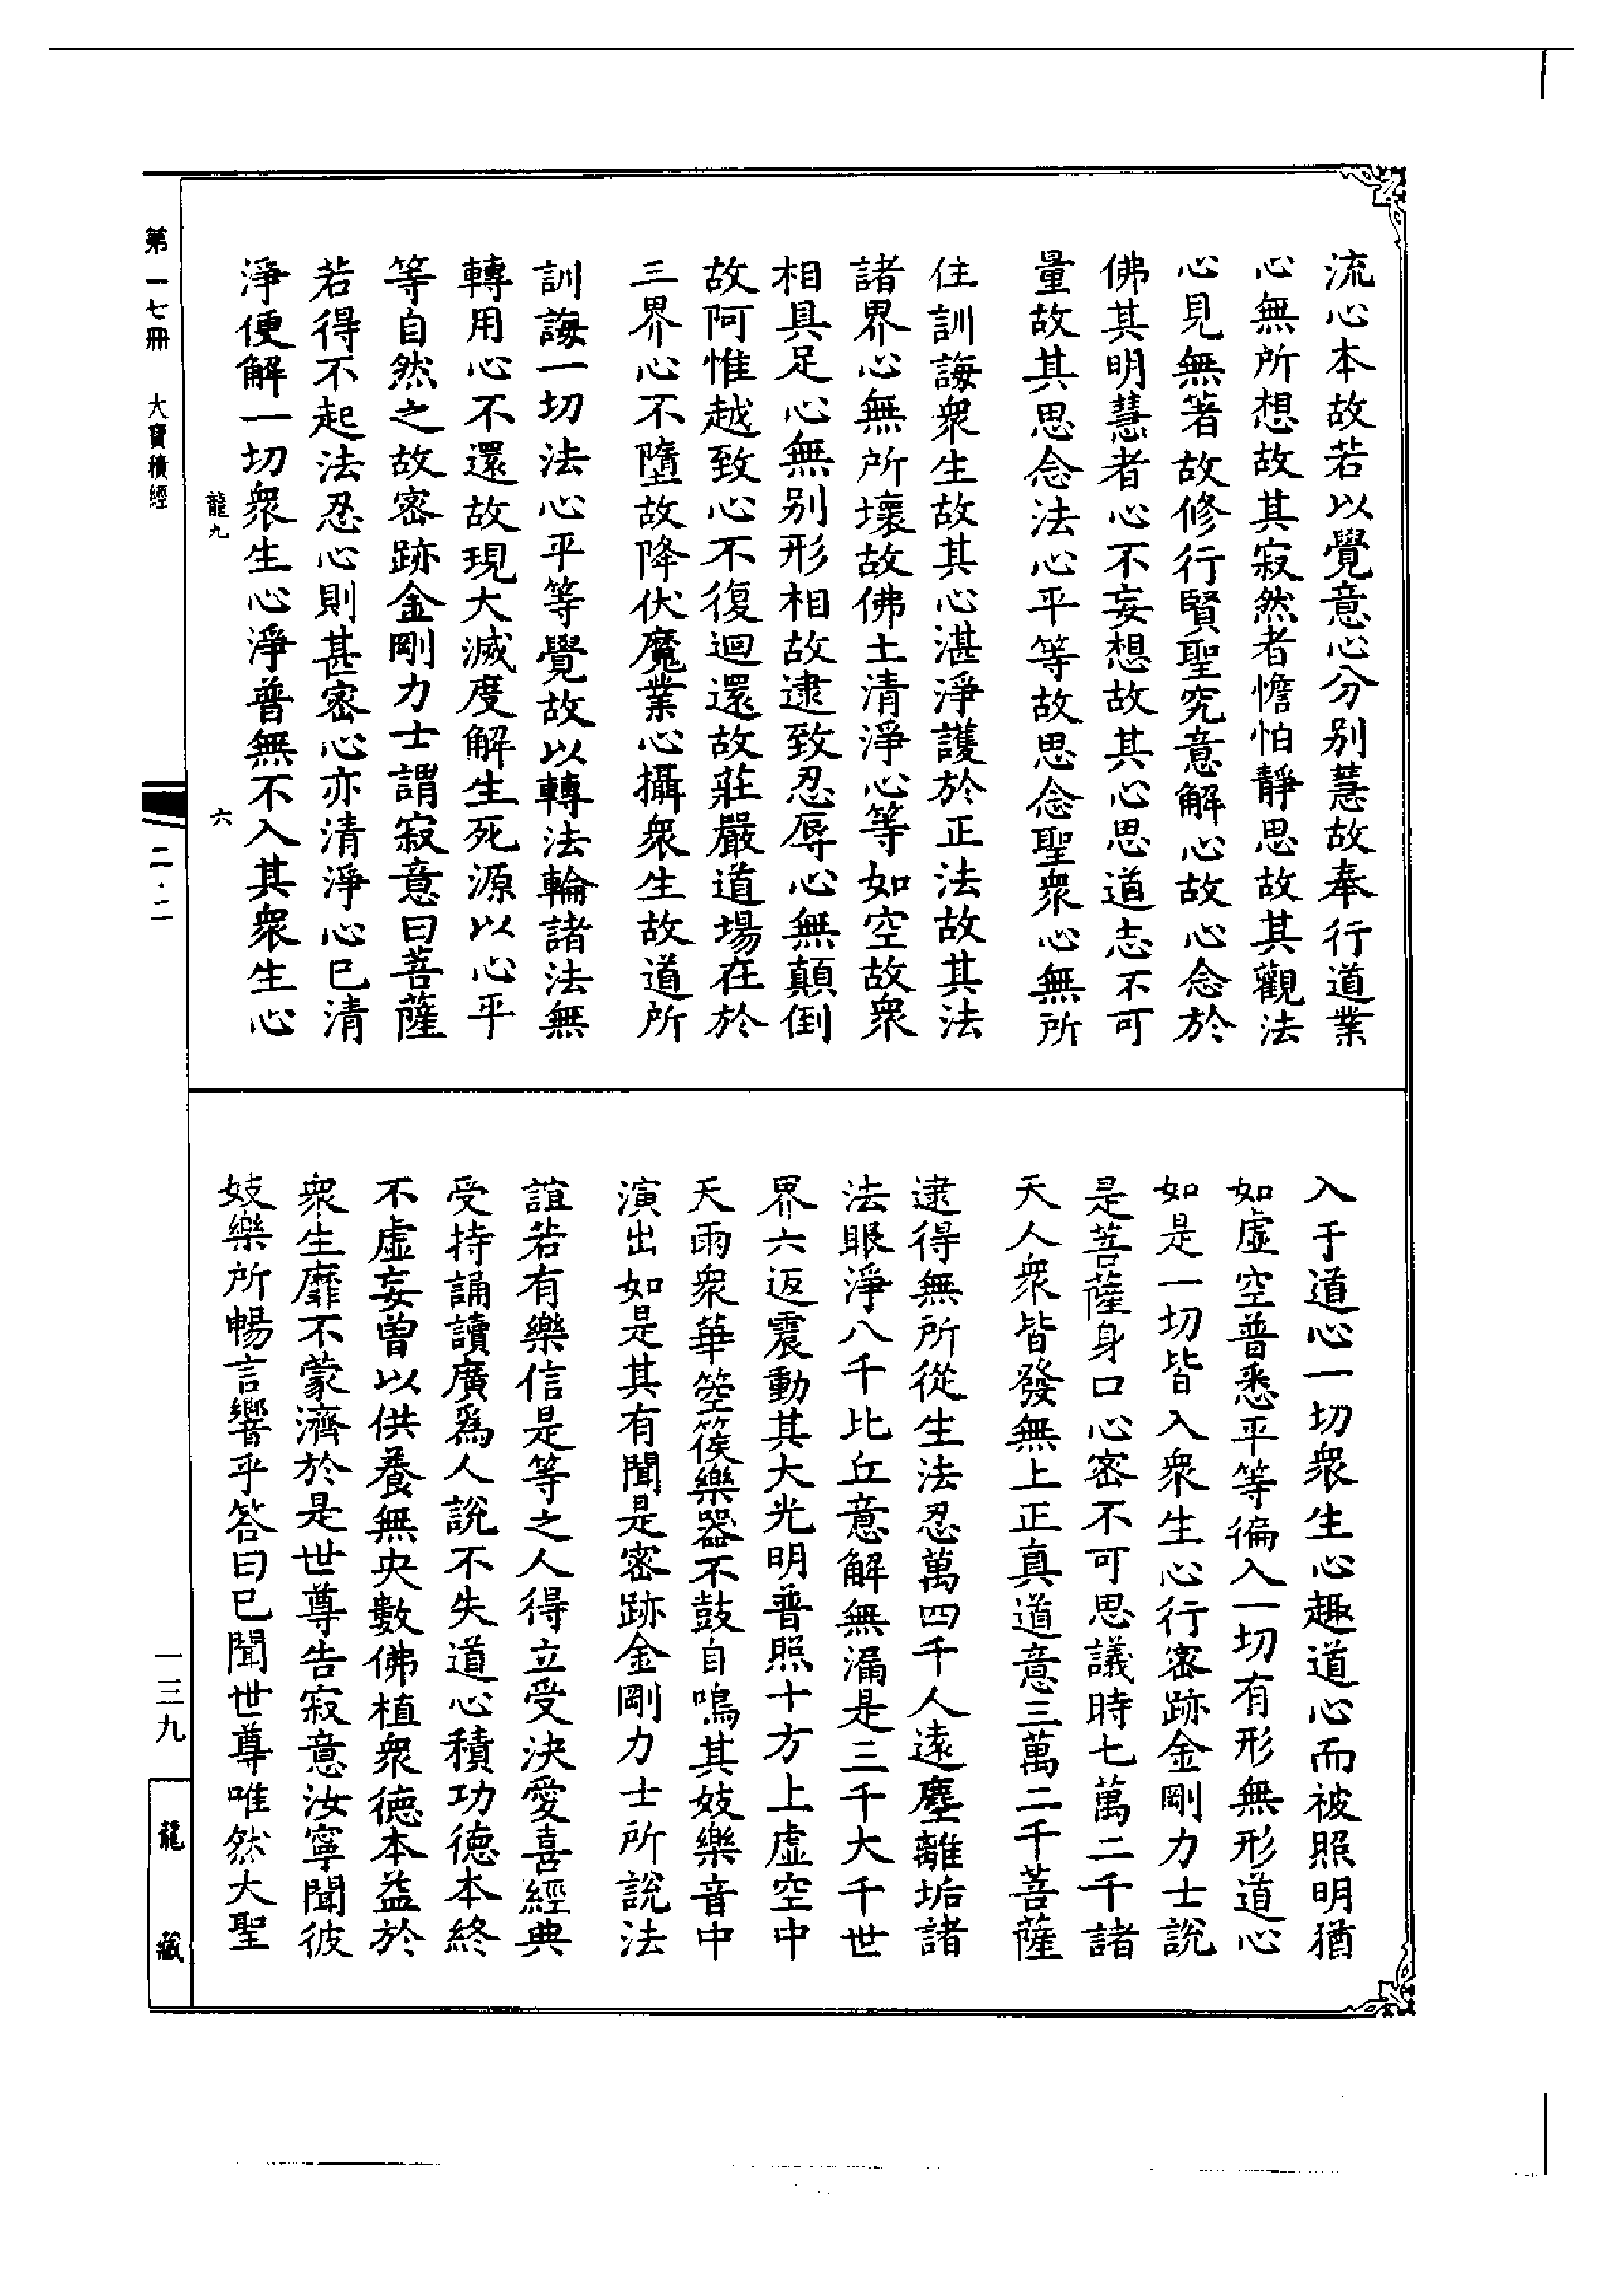 流心本故若以覺意心分别慧故奉行道業
心無所想故其寂然者憺怕靜思故其觀法
心見無著故修行賢聖究意解心故心念於
佛其明慧者心不妄想故其心思道志不可
量故其思念法心平等故思念聖衆心無所
住訓誨衆生故其心湛淨護於正法故其法
諸界心無所壞故佛土清淨心等如空故衆
相具足心無别形相故逮致忍辱心無顛倒
故阿惟越致心不復迴還故莊嚴道場在於
三界心不墮故降伏魔業心攝衆生故道所
訓誨一切法心平等覺故以轉法輪諸法無
轉用心不還故現大滅度解生死源以心平
等自然之故密跡金剛力士謂寂意曰菩薩
若得不起法忍心則甚密心亦清淨心已清
淨便解一切衆生心淨普無不入其衆生心
入于道心一切衆生心趣道心而被照明猶
如虛空普悉平等徧入一切有形無形道心
如是一切皆入衆生心行密跡金剛力士說
是菩薩身口心密不可思議時七萬二千諸
天人衆皆發無上正真道意三萬二千菩薩
逮得無所從生法忍萬四千人遠塵離垢諸
法眼淨八千比丘意解無漏是三千大千世
界六返震動其大光明普照十方上虛空中
天雨衆華箜篌樂器不鼓自鳴其妓樂音中
演出如是其有聞是密跡金剛力士所說法
誼若有樂信是等之人得立受決愛喜經典
受持誦讀廣爲人說不失道心積功德本終
不虛妄曾以供養無央數佛植衆德本益於
衆生靡不蒙濟於是世尊告寂意汝寧聞彼
妓樂所暢言響乎答曰已聞世尊唯然大聖
第一七冊 大寶積經
龍九
六
二·二
一三九
龍藏